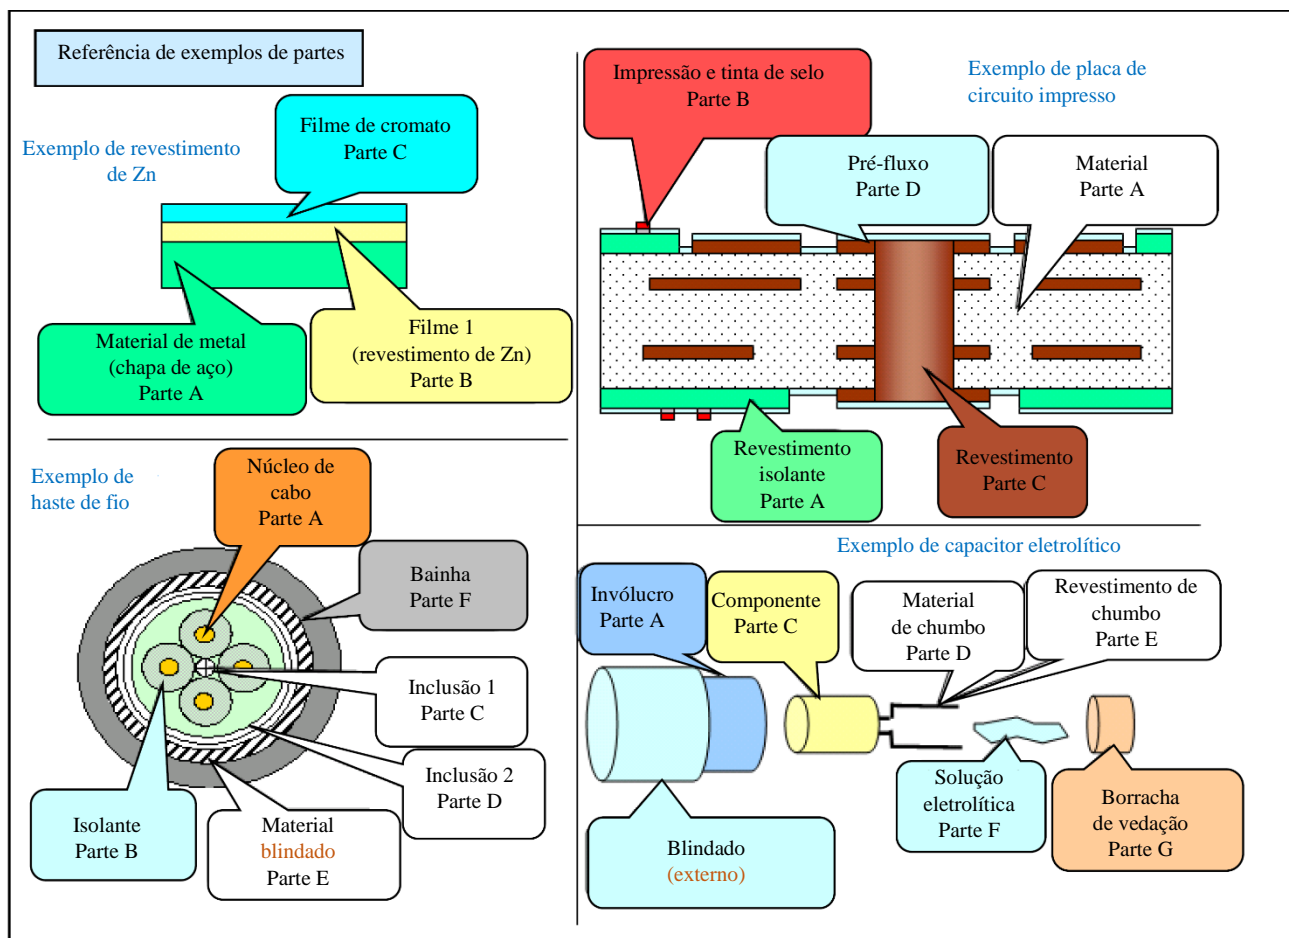 Referência de exemplos de partes
Exemplo de revestimento
de Zn
Filme de cromato
Parte C
Material de metal
(chapa de aço)
Parte A
Filme 1
(revestimento de Zn)
Parte B
Impressão e tinta de selo
Parte B
Exemplo de placa de
circuito impresso
Pré-fluxo
Parte D
Material
Parte A
Revestimento
isolante
Parte A
Revestimento
Parte C
Exemplo de
haste de fio
Núcleo de
cabo
Parte A
Bainha
Parte F
Inclusão 1
Parte C
Inclusão 2
Parte D
Isolante
Parte B
Material
blindado
Parte E
Exemplo de capacitor eletrolítico
Invólucro
Parte A
Componente
Parte C
Material
de chumbo
Parte D
Revestimento de
chumbo
Parte E
Blindado
(externo)
Solução
eletrolítica
Parte F
Borracha
de vedação
Parte G